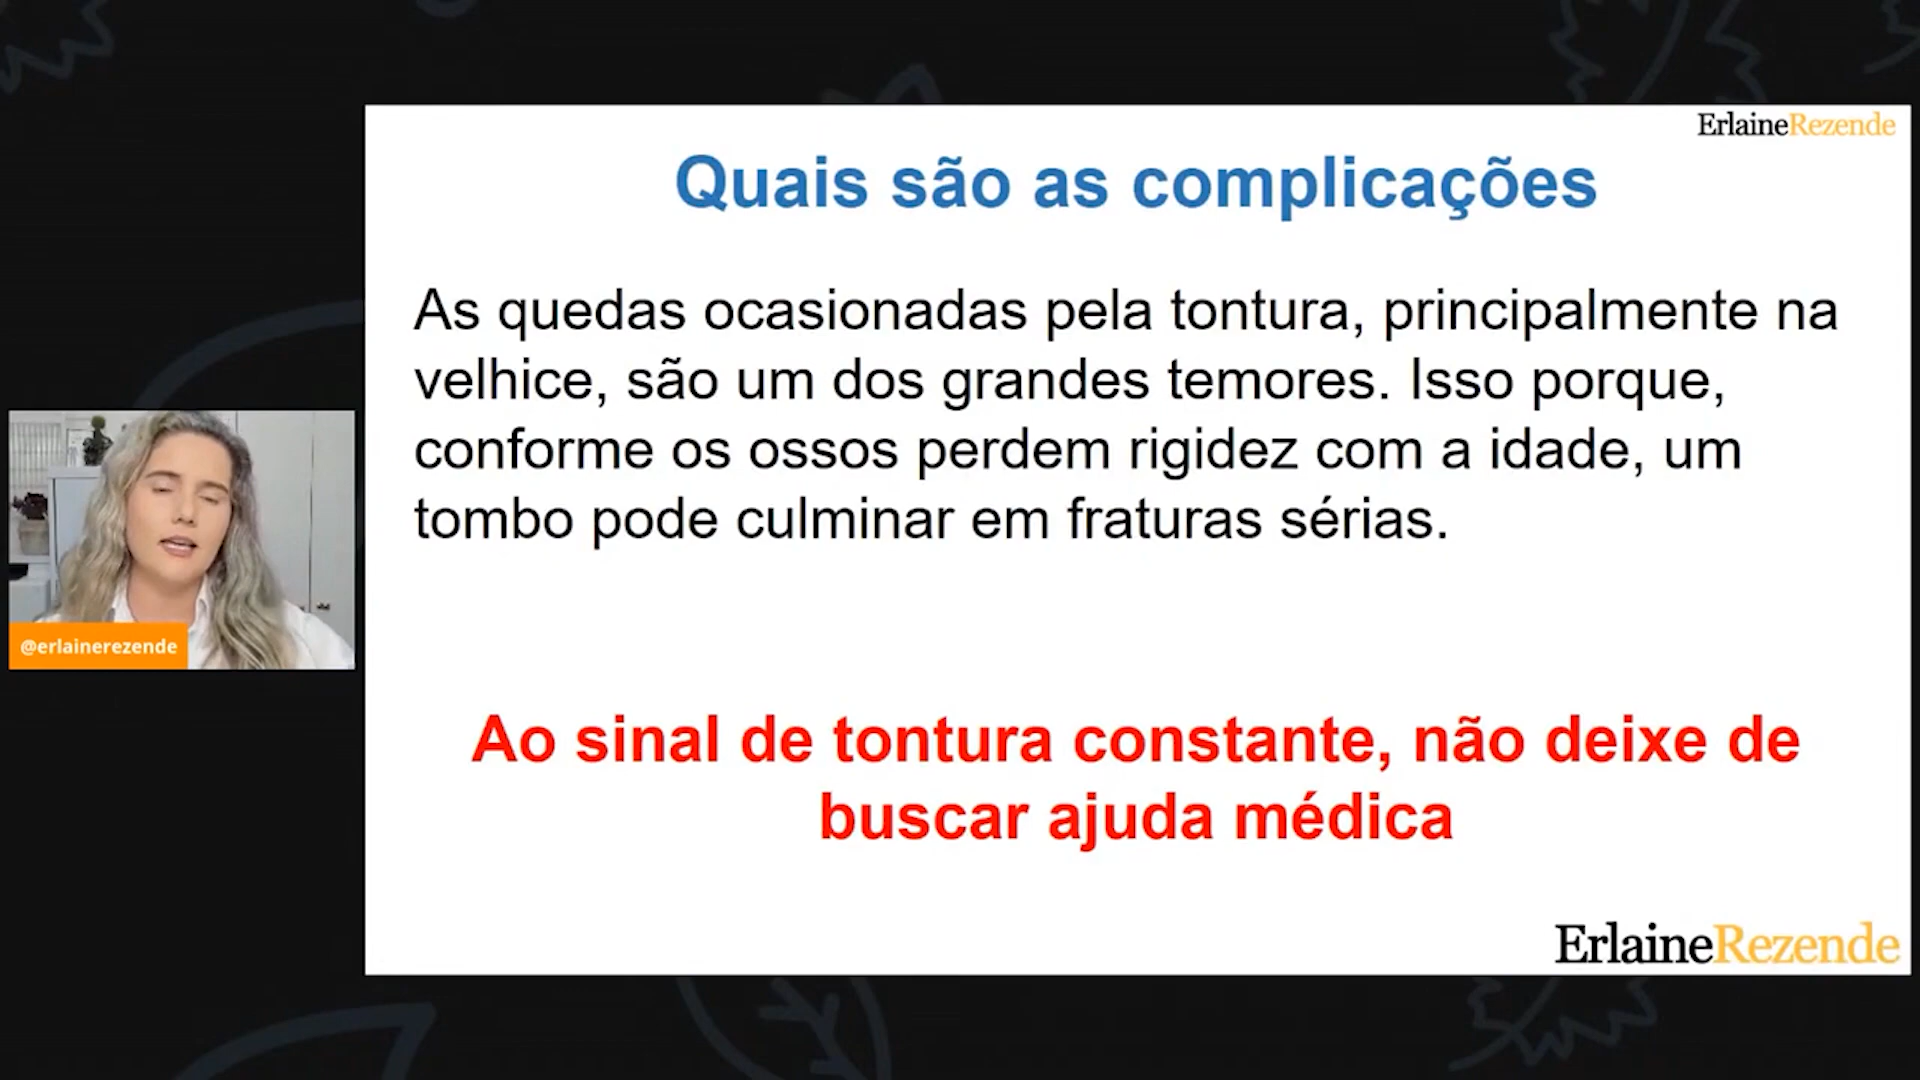 ErlaineRezende
Quais são as complicações
As quedas ocasionadas pela tontura, principalmente na
velhice, são um dos grandes temores. Isso porque,
conforme os ossos perdem rigidez com a idade, um
tombo pode culminar em fraturas sérias.
@erlainerezende
Ao sinal de tontura constante, não deixe de
buscar ajuda médica
ErlaineRezende